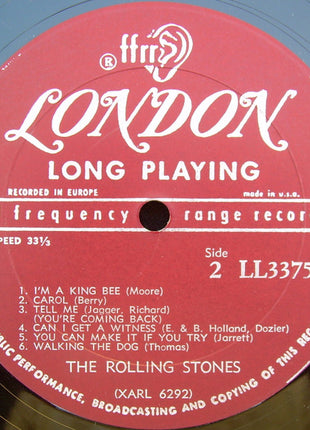 ffrr
®
LONDON
LONG PLAYING
RECORDED IN EUROPE
made in u.s.a.
frequency range recor
PEED 33⅓
Side
2 LL3375
1. I'M A KING BEE (Moore)
2. CAROL (Berry)
3. TELL ME (Jagger, Richard)
(YOU'RE COMING BACK)
4. CAN I GET A WITNESS (E. & B. Holland, Dozier)
5. YOU CAN MAKE IT IF YOU TRY (Jarrett)
6. WALKING THE DOG (Thomas)
THE ROLLING STONES
(XARL 6292)
LIC PERFORMANCE, BROADCASTING AND COPYING OF THIS REC